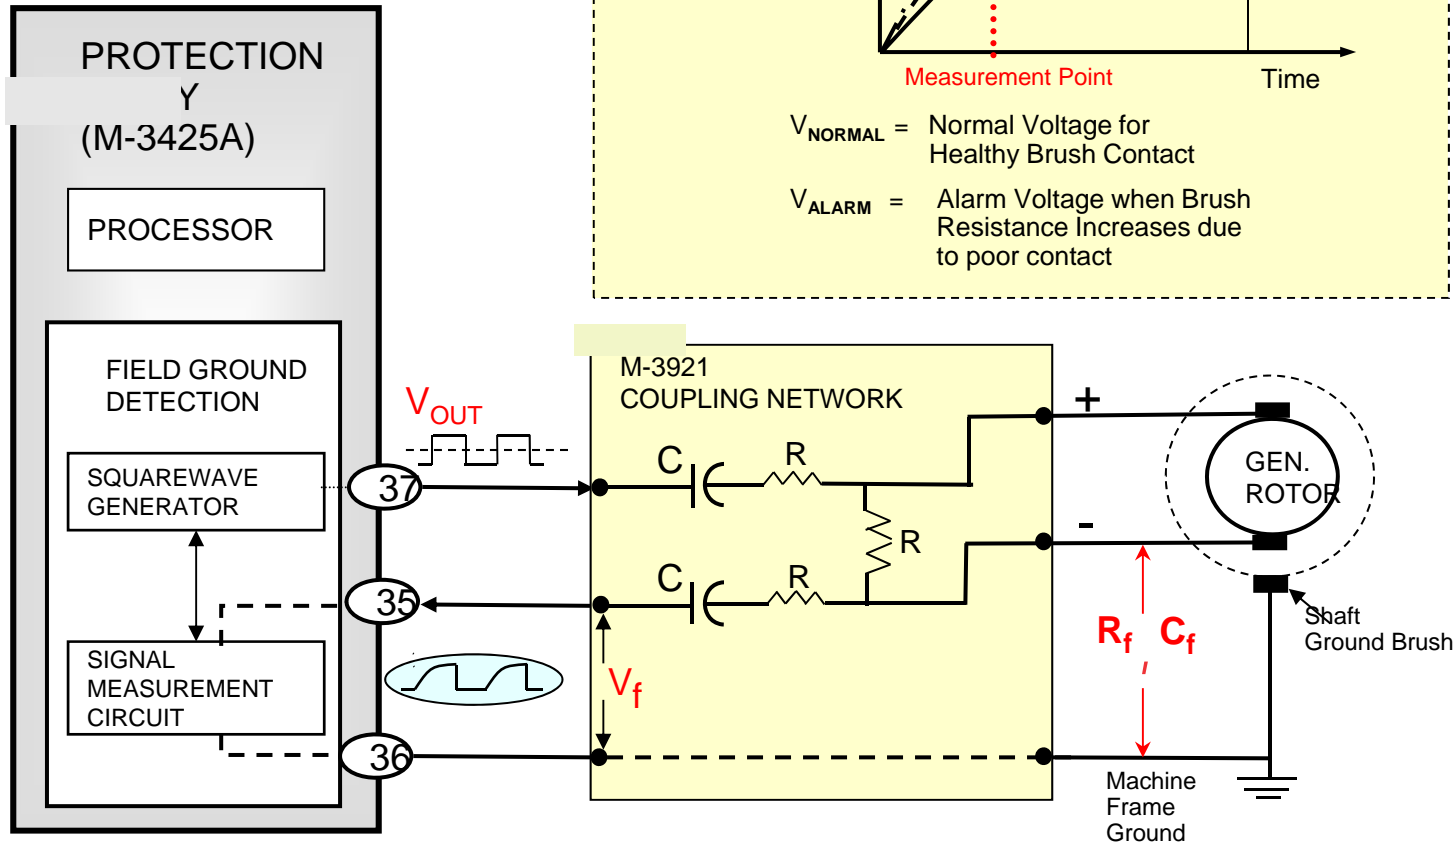 PROTECTION
Y
(M-3425A)
PROCESSOR
FIELD GROUND
DETECTION
SQUAREWAVE
GENERATOR
SIGNAL
MEASUREMENT
CIRCUIT
37
35
36
VOUT
Vf
Measurement Point
Time
VNORMAL = Normal Voltage for
Healthy Brush Contact
VALARM = Alarm Voltage when Brush
Resistance Increases due
to poor contact
M-3921
COUPLING NETWORK
C
R
R
C
R
+
-
GEN.
ROTOR
Rf , Cf
Shaft
Ground Brush
Machine
Frame
Ground